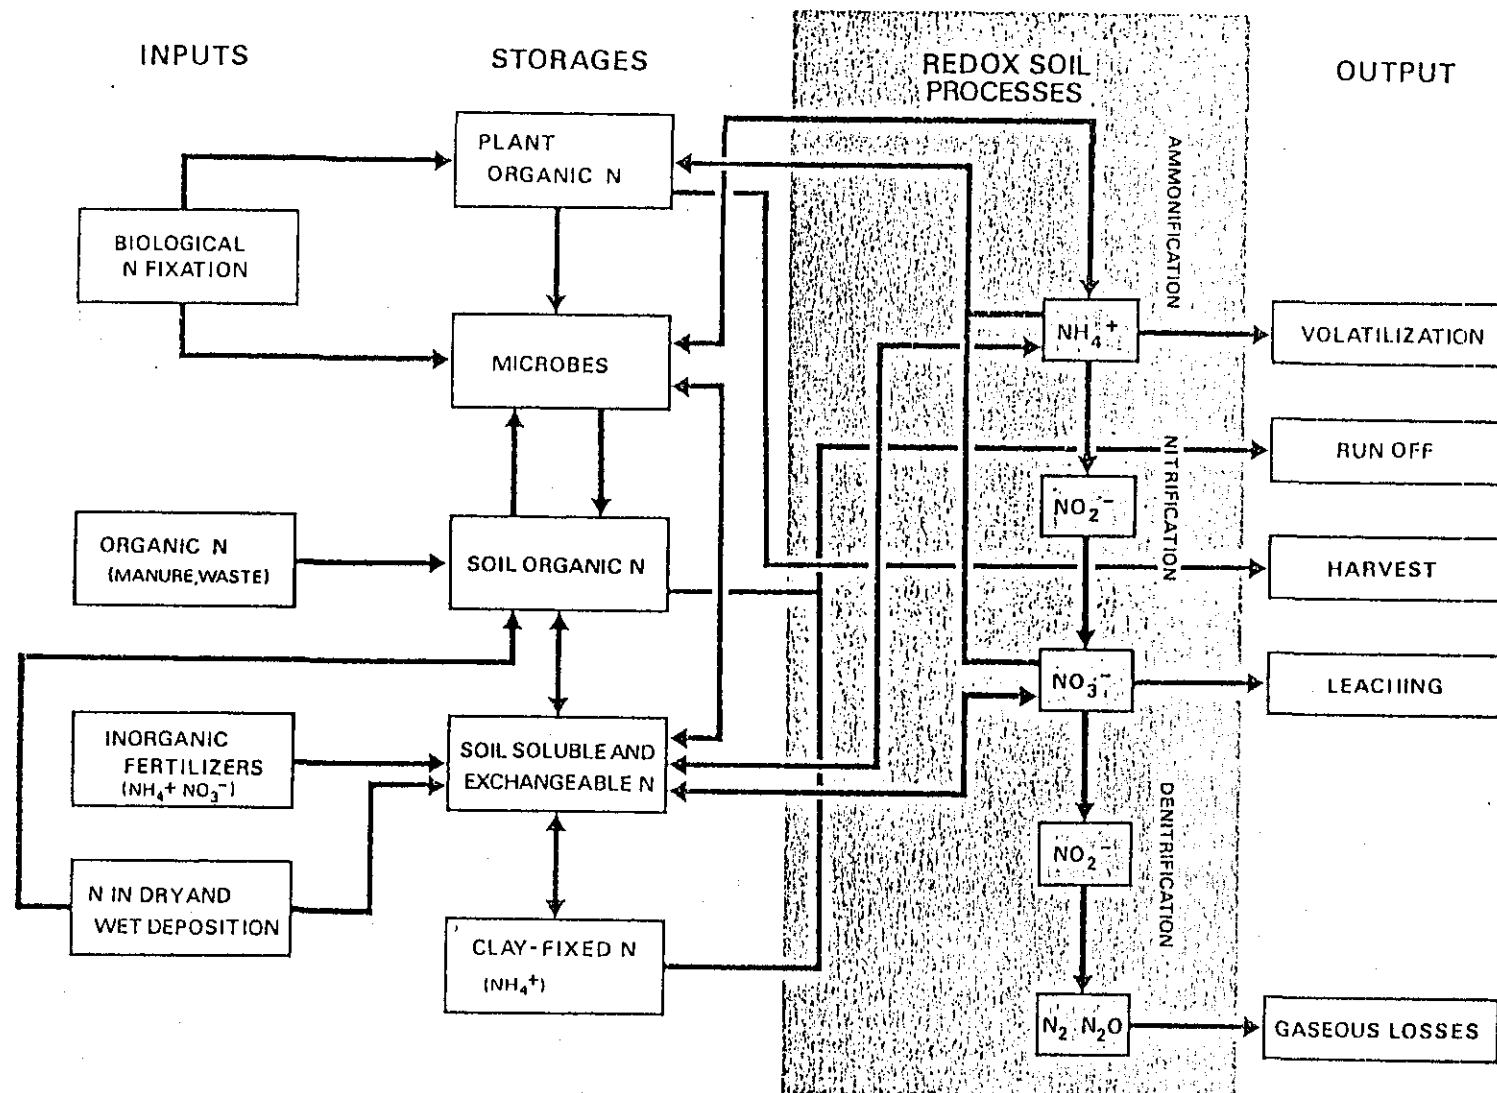 INPUTS
STORAGES
REDOX SOIL
PROCESSES
OUTPUT
PLANT
ORGANIC N
BIOLOGICAL
N FIXATION
MICROBES
ORGANIC N
(MANURE, WASTE)
SOIL ORGANIC N
INORGANIC
FERTILIZERS
(NH₄+ NO₃⁻)
SOIL SOLUBLE AND
EXCHANGEABLE N
N IN DRY AND
WET DEPOSITION
CLAY-FIXED N
(NH₄⁺)
NH₄⁺
NO₂⁻
NO₃⁻
NO₂⁻
N₂ N₂O
AMMONIFICATION
NITRIFICATION
DENITRIFICATION
VOLATILIZATION
RUN OFF
HARVEST
LEACHING
GASEOUS LOSSES